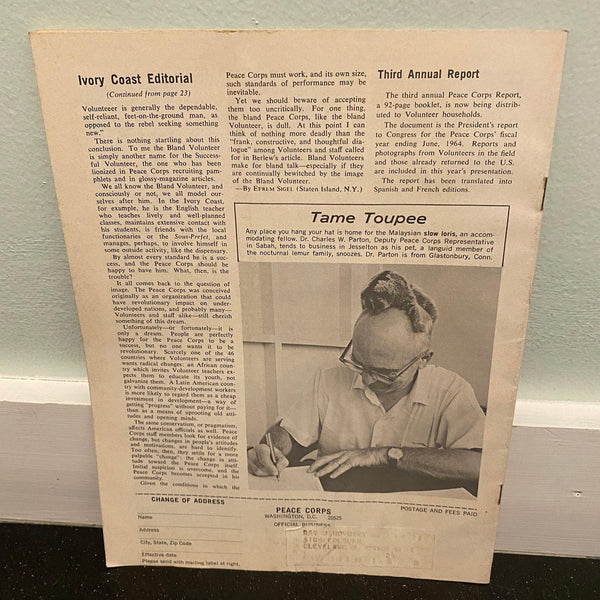 Ivory Coast Editorial
(Continued from page 23)
Volunteeer is generally the dependable,
self-reliant, feet-on-the-ground man, as
opposed to the rebel seeking something
new."
There is nothing startling about this
conclusion. To me the Bland Volunteer
is simply another name for the Success-
ful Volunteer, the one who has been
lionized in Peace Corps recruiting pam-
phlets and in glossy-magazine articles.
We all know the Bland Volunteer, and
consciously or not, we all model our-
selves after him. In the Ivory Coast,
for example, he is the English teacher
who teaches lively and well-planned
classes, maintains extensive contact with
his students, is friends with the local
functionaries or the Sous-Prefet, and
manages, perhaps, to involve himself in
some outside activity, like the dispensary.
By almost every standard he is a suc-
cess, and the Peace Corps should be
happy to have him. What, then, is the
trouble?
It all comes back to the question of
image. The Peace Corps was conceived
originally as an organization that could
have revolutionary impact on under-
developed nations, and probably many—
Volunteers and staff alike—still cherish
something of this dream.
Unfortunately—or fortunately—it is
only a dream. People are perfectly
happy for the Peace Corps to be a
success, but no one wants it to be
revolutionary. Scarcely one of the 46
countries where Volunteers are serving
wants radical changes: an African coun-
try which invites Volunteer teachers ex-
pects them to educate its youth, not
galvanize them. A Latin American coun-
try with community-development workers
is more likely to regard them as a cheap
investment in development—a way of
getting "progress" without paying for it—
than as a means of uprooting old atti-
tudes and opening minds.
The same conservatism, or pragmatism,
affects American officials as well. Peace
Corps staff members look for evidence of
change, but changes in people's attitudes
and motivations, are hard to identify.
Too often, then, they settle for a more
palpable "change": the change in atti-
tude toward the Peace Corps itself.
Initial suspicion is overcome, and the
Peace Corps becomes accepted in the
community.
Given the conditions in which the
Peace Corps must work, and its own size,
such standards of performance may be
inevitable.
Yet we should beware of accepting
them too uncritically. For one thing,
the bland Peace Corps, like the bland
Volunteer, is dull. At this point I can
think of nothing more deadly than the
"frank, constructive, and thoughtful dia-
logue" among Volunteers and staff called
for in Berlew's article. Bland Volunteers
make for bland talk—especially if they
are continually bewitched by the image
of the Bland Volunteer.
—By EFREM SIGEL (Staten Island, N.Y.)
Third Annual Report
The third annual Peace Corps Report,
a 92-page booklet, is now being distrib-
uted to Volunteer households.
The document is the President's report
to Congress for the Peace Corps' fiscal
year ending June, 1964. Reports and
photographs from Volunteers in the field
and those already returned to the U.S.
are included in this year's presentation.
The report has been translated into
Spanish and French editions.
Tame Toupee
Any place you hang your hat is home for the Malaysian slow loris, an accom-
modating fellow. Dr. Charles W. Parton, Deputy Peace Corps Representative
in Sabah, tends to business in Jesselton as his pet, a languid member of
the nocturnal lemur family, snoozes. Dr. Parton is from Glastonbury, Conn.
CHANGE OF ADDRESS
Name
Address
City, State, Zip Code
Effective date
Please send with mailing label at right.
PEACE CORPS
WASHINGTON, D.C. 20525
OFFICIAL BUSINESS
POSTAGE AND FEES PAID
CLEVELAND